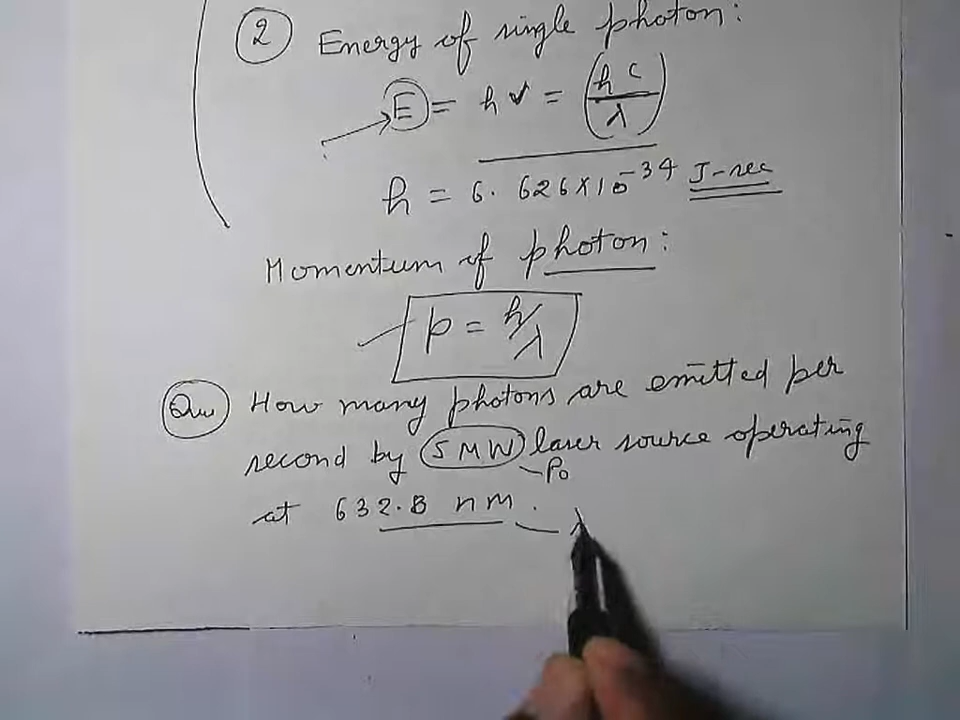 ② Energy of single photon:
E = hν = (hc/λ)
h = 6.626×10⁻³⁴ J-sec
Momentum of photon:
p = h/λ
Qu How many photons are emitted per
second by 5 MW laser source operating
P₀
at 632.8 nm.
λ